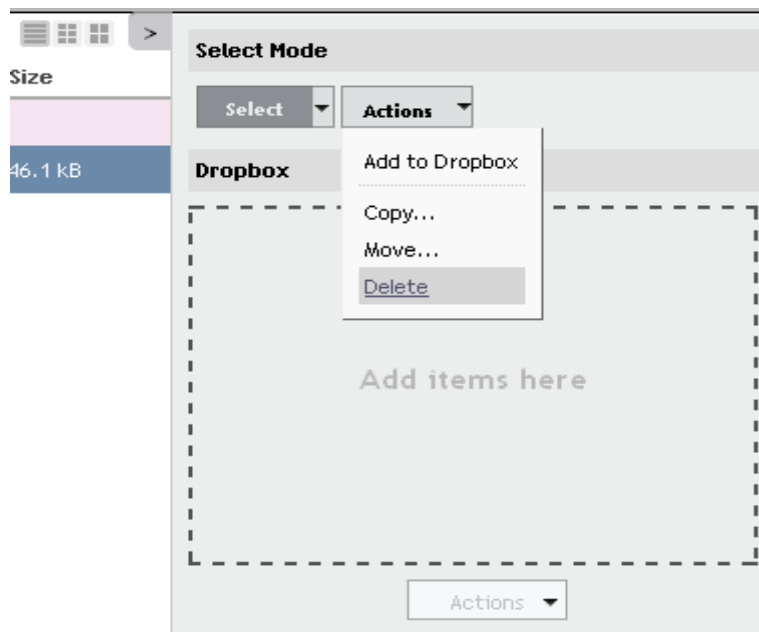 >
Size
Select Mode
Select
Actions
46.1 kB
Dropbox
Add to Dropbox
Copy...
Move...
Delete
Add items here
Actions